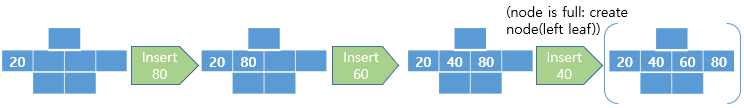 (node is full: create
node(left leaf))
20
Insert
80
20 80
Insert
60
20 40 80
Insert
40
20 40 60 80